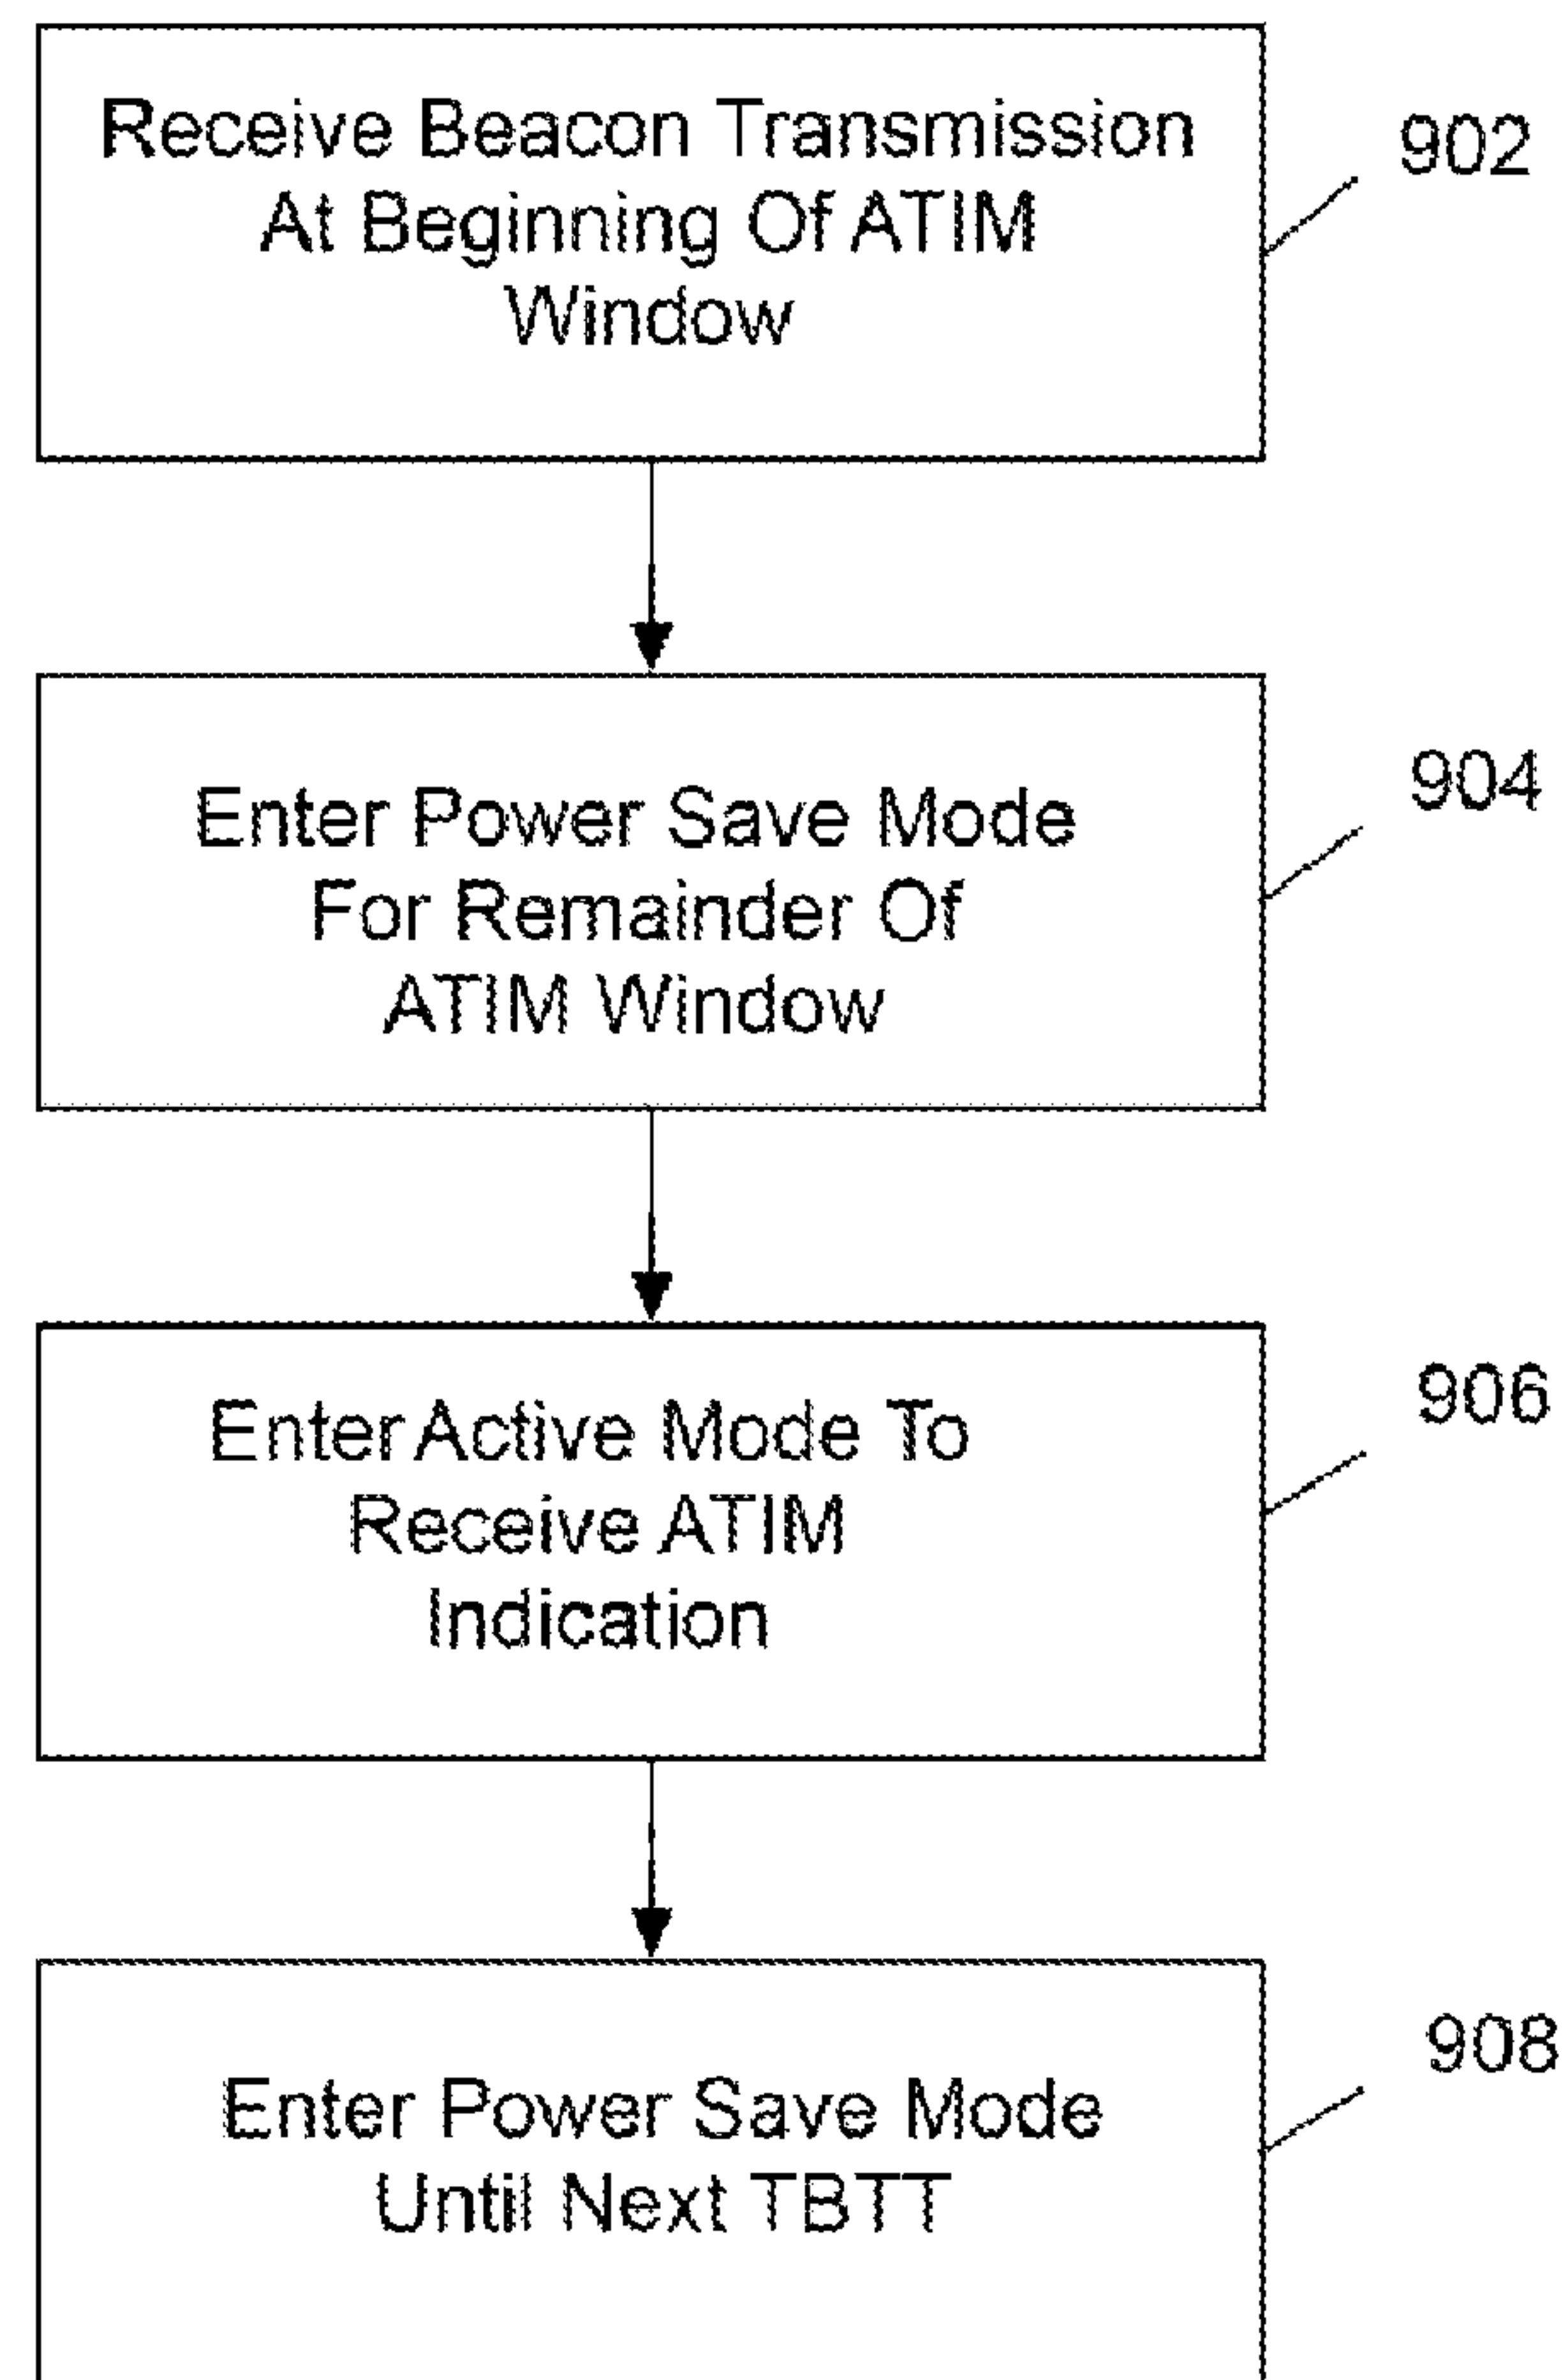 Receive Beacon Transmission
At Beginning Of ATIM
Window
902
Enter Power Save Mode
For Remainder Of
ATIM Window
904
Enter Active Mode To
Receive ATIM
Indication
906
Enter Power Save Mode
Until Next TBTT
908